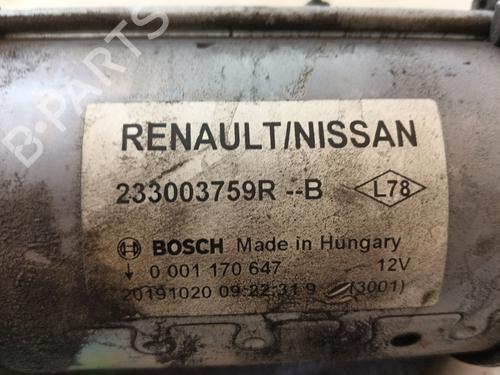 B-PARTS
RENAULT/NISSAN
233003759R --B L78
BOSCH Made in Hungary
0 001 170 647 12V
20191020 09:22:31 9 (3001)